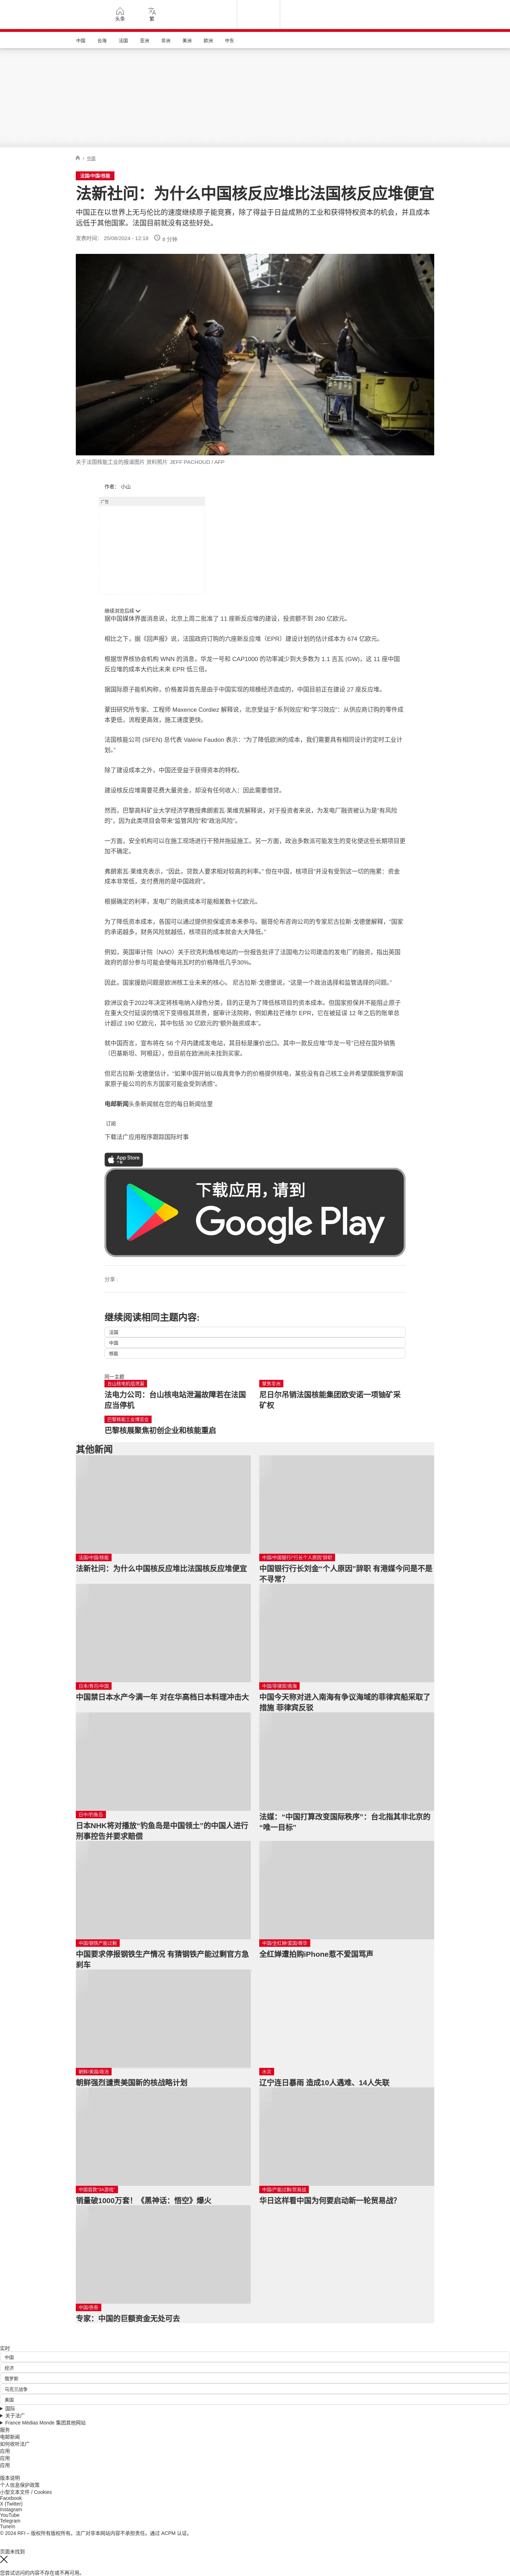 头条
繁
中国
台海
法国
亚洲
非洲
美洲
欧洲
中东
/ 中国
法国/中国/核能
法新社问：为什么中国核反应堆比法国核反应堆便宜
中国正在以世界上无与伦比的速度继续原子能竞赛，除了得益于日益成熟的工业和获得特权资本的机会，并且成本
远低于其他国家。法国目前就没有这些好处。
发表时间： 25/08/2024 - 12:18
8 分钟
关于法国核能工业的报道图片 资料照片 JEFF PACHOUD / AFP
作者： 小山
广告
继续浏览后续
据中国媒体界面消息说，北京上周二批准了 11 座新反应堆的建设，投资额不到 280 亿欧元。
相比之下，据《回声报》说，法国政府订购的六座新反应堆（EPR）建设计划的估计成本为 674 亿欧元。
根据世界核协会机构 WNN 的消息，华龙一号和 CAP1000 的功率减少到大多数为 1.1 吉瓦 (GW)，这 11 座中国
反应堆的成本大约比未来 EPR 低三倍。
据国际原子能机构称，价格差异首先是由于中国实现的规模经济造成的，中国目前正在建设 27 座反应堆。
蒙田研究所专家、工程师 Maxence Cordiez 解释说，北京受益于“系列效应”和“学习效应”：从供应商订购的零件成
本更低，流程更高效，施工速度更快。
法国核能公司 (SFEN) 总代表 Valérie Faudon 表示：“为了降低欧洲的成本，我们需要具有相同设计的定时工业计
划。”
除了建设成本之外，中国还受益于获得资本的特权。
建设核反应堆需要花费大量资金，却没有任何收入：因此需要借贷。
然而，巴黎高科矿业大学经济学教授弗朗索瓦·莱维克解释说，对于投资者来说，为发电厂融资被认为是“有风险
的”，因为此类项目会带来“监管风险”和“政治风险”。
一方面，安全机构可以在施工现场进行干预并拖延施工。另一方面，政治多数派可能发生的变化使这些长期项目更
加不确定。
弗朗索瓦·莱维克表示，“因此，贷款人要求相对较高的利率。” 但在中国，核项目“并没有受到这一切的拖累：资金
成本非常低，支付费用的是中国政府”。
根据确定的利率，发电厂的融资成本可能相差数十亿欧元。
为了降低资本成本，各国可以通过提供担保或资本来参与。据哥伦布咨询公司的专家尼古拉斯·戈德堡解释，“国家
的承诺越多，财务风险就越低，核项目的成本就会大大降低。”
例如，英国审计院（NAO）关于欣克利角核电站的一份报告批评了法国电力公司建造的发电厂的融资，指出英国
政府的部分参与可能会使每兆瓦时的价格降低几乎30%。
因此，国家援助问题是欧洲核工业未来的核心。 尼古拉斯·戈德堡说，“这是一个政治选择和监管选择的问题。”
欧洲议会于2022年决定将核电纳入绿色分类，目的正是为了降低核项目的资本成本。但国家担保并不能阻止原子
在重大交付延误的情况下变得极其昂贵，据审计法院称，例如弗拉芒维尔 EPR，它在被延误 12 年之后的账单总
计超过 190 亿欧元，其中包括 30 亿欧元的“额外融资成本”。
就中国而言，宣布将在 56 个月内建成发电站，其目标是廉价出口。其中一款反应堆“华龙一号”已经在国外销售
（巴基斯坦、阿根廷），但目前在欧洲尚未找到买家。
但尼古拉斯·戈德堡估计，“如果中国开始以极具竞争力的价格提供核电，某些没有自己核工业并希望摆脱俄罗斯国
家原子能公司的东方国家可能会受到诱惑”。
电邮新闻头条新闻就在您的每日新闻信里
订阅
下载法广应用程序跟踪国际时事
App Store
下载应用，请到
Google Play
分享 :
继续阅读相同主题内容:
法国
中国
核能
同一主题
台山核电机组泄漏
法电力公司：台山核电站泄漏故障若在法国
应当停机
聚焦非洲
尼日尔吊销法国核能集团欧安诺一项铀矿采
矿权
巴黎核能工业博览会
巴黎核展聚焦初创企业和核能重启
其他新闻
法国/中国/核能
法新社问：为什么中国核反应堆比法国核反应堆便宜
中国/中国银行/“行长个人原因”辞职
中国银行行长刘金“个人原因”辞职 有港媒今问是不是
不寻常?
日本/寿司/中国
中国禁日本水产今满一年 对在华高档日本料理冲击大
中国/菲律宾/南海
中国今天称对进入南海有争议海域的菲律宾船采取了
措施 菲律宾反驳
日中/钓鱼岛
日本NHK将对播放“钓鱼岛是中国领土”的中国人进行
刑事控告并要求赔偿
法媒：“中国打算改变国际秩序”：台北指其非北京的
“唯一目标”
中国/钢铁产能过剩
中国要求停报钢铁生产情况 有猜钢铁产能过剩官方急
刹车
中国/全红婵/爱国/辱华
全红婵遭拍购iPhone惹不爱国骂声
朝鲜/美国/政治
朝鲜强烈谴责美国新的核战略计划
水灾
辽宁连日暴雨 造成10人遇难、14人失联
中国首款“3A游戏”
销量破1000万套! 《黑神话：悟空》爆火
中国/产能过剩/贸易战
华日这样看中国为何要启动新一轮贸易战?
中国/债权
专家：中国的巨额资金无处可去
实时
中国
经济
俄罗斯
乌克兰战争
美国
国际
关于法广
France Médias Monde 集团其他网站
服务
电邮新闻
如何收听法广
应用
应用
应用
版本说明
个人信息保护政策
小型文本文件 / Cookies
Facebook
X (Twitter)
Instagram
YouTube
Telegram
TuneIn
© 2024 RFI – 版权所有版权所有。法广对非本网站内容不承担责任。通过 ACPM 认证。
页面未找到
您尝试访问的内容不存在或不再可用。